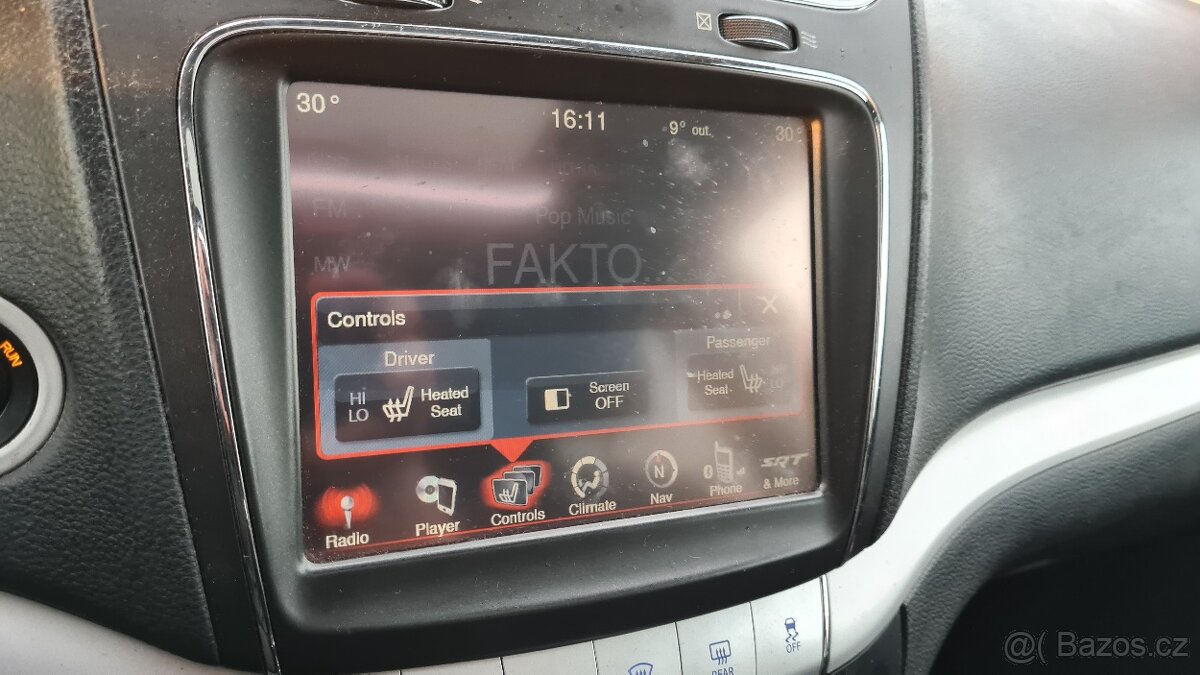 30°
16:11
9° out.
30°
FM
Pop Music
MW
FAKTO...
Controls
X
Driver
Passenger
HI
LO
Heated
Seat
Screen
OFF
Heated
Seat
HI
LO
Radio
Player
Controls
Climate
N
Nav
Phone
SRT
& More
RUN
OFF
REAR
@( Bazos.cz